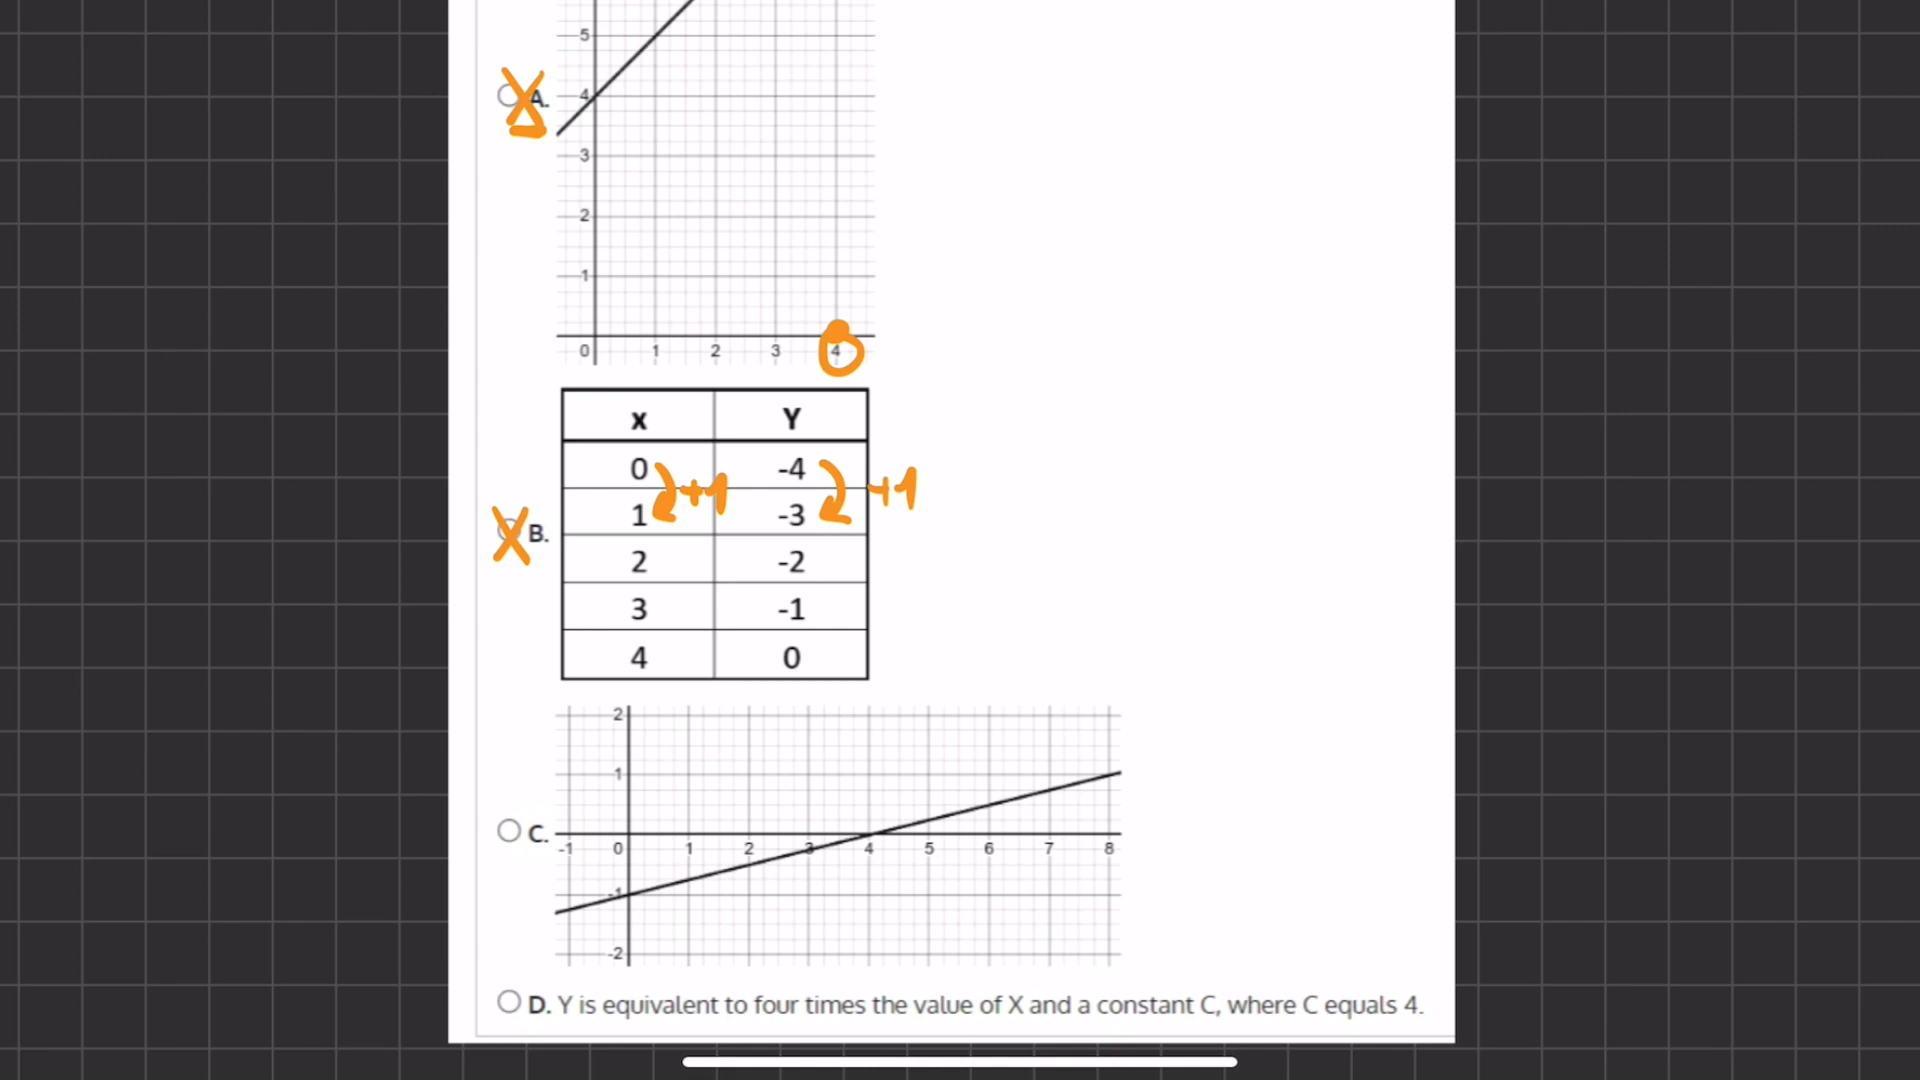 5
A.
4
3
2
1
0 1 2 3 4
x Y
0 -4
+1 +1
1 -3
B.
2 -2
3 -1
4 0
2
1
C.
-1 0 1 2 3 4 5 6 7 8
-1
-2
D. Y is equivalent to four times the value of X and a constant C, where C equals 4.